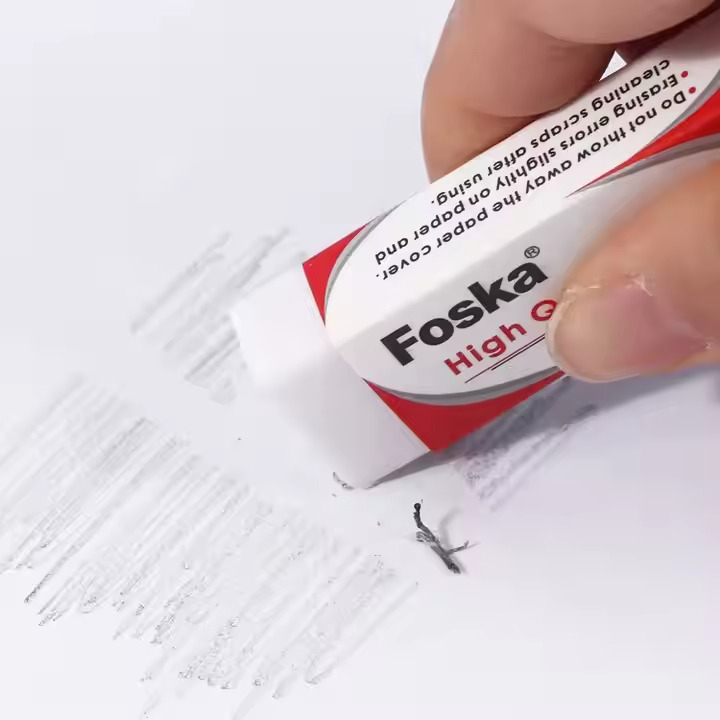 • Do not throw away the paper cover.
• Erasing errors slightly on paper and
cleaning scraps after using.
Foska®
High